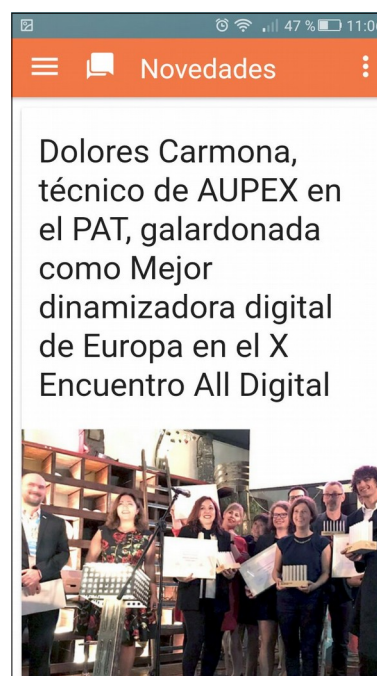 47 % 11:06
Novedades
Dolores Carmona,
técnico de AUPEX en
el PAT, galardonada
como Mejor
dinamizadora digital
de Europa en el X
Encuentro All Digital